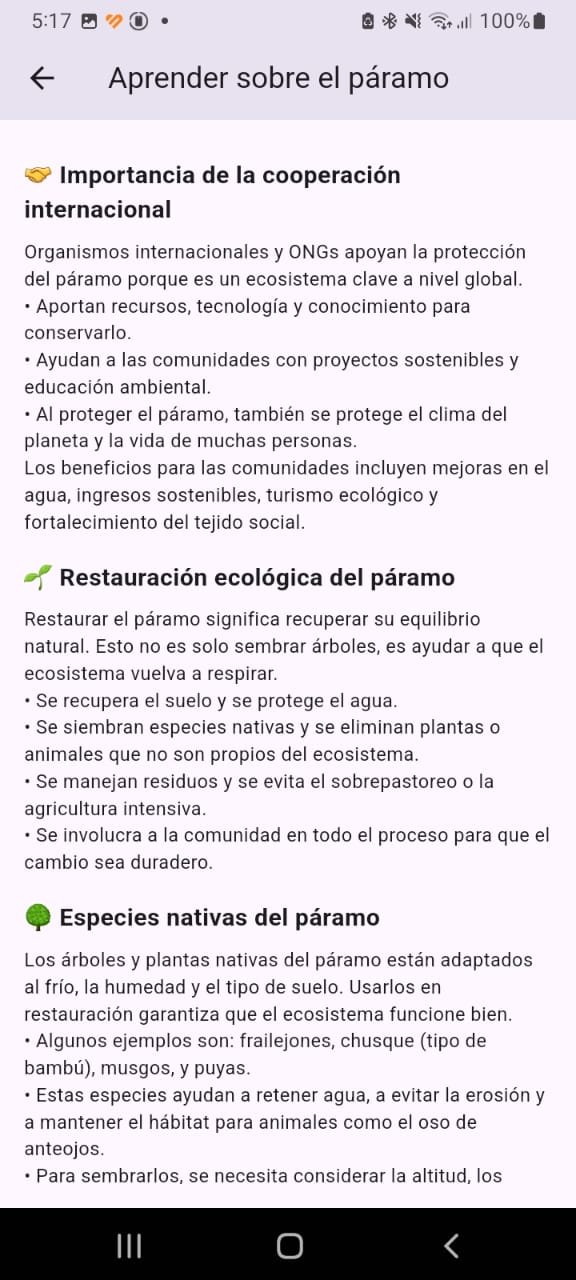 5:17
100%
Aprender sobre el páramo
🤝 Importancia de la cooperación
internacional
Organismos internacionales y ONGs apoyan la protección
del páramo porque es un ecosistema clave a nivel global.
• Aportan recursos, tecnología y conocimiento para
conservarlo.
• Ayudan a las comunidades con proyectos sostenibles y
educación ambiental.
• Al proteger el páramo, también se protege el clima del
planeta y la vida de muchas personas.
Los beneficios para las comunidades incluyen mejoras en el
agua, ingresos sostenibles, turismo ecológico y
fortalecimiento del tejido social.
🌱 Restauración ecológica del páramo
Restaurar el páramo significa recuperar su equilibrio
natural. Esto no es solo sembrar árboles, es ayudar a que el
ecosistema vuelva a respirar.
• Se recupera el suelo y se protege el agua.
• Se siembran especies nativas y se eliminan plantas o
animales que no son propios del ecosistema.
• Se manejan residuos y se evita el sobrepastoreo o la
agricultura intensiva.
• Se involucra a la comunidad en todo el proceso para que el
cambio sea duradero.
🌳 Especies nativas del páramo
Los árboles y plantas nativas del páramo están adaptados
al frío, la humedad y el tipo de suelo. Usarlos en
restauración garantiza que el ecosistema funcione bien.
• Algunos ejemplos son: frailejones, chusque (tipo de
bambú), musgos, y puyas.
• Estas especies ayudan a retener agua, a evitar la erosión y
a mantener el hábitat para animales como el oso de
anteojos.
• Para sembrarlos, se necesita considerar la altitud, los